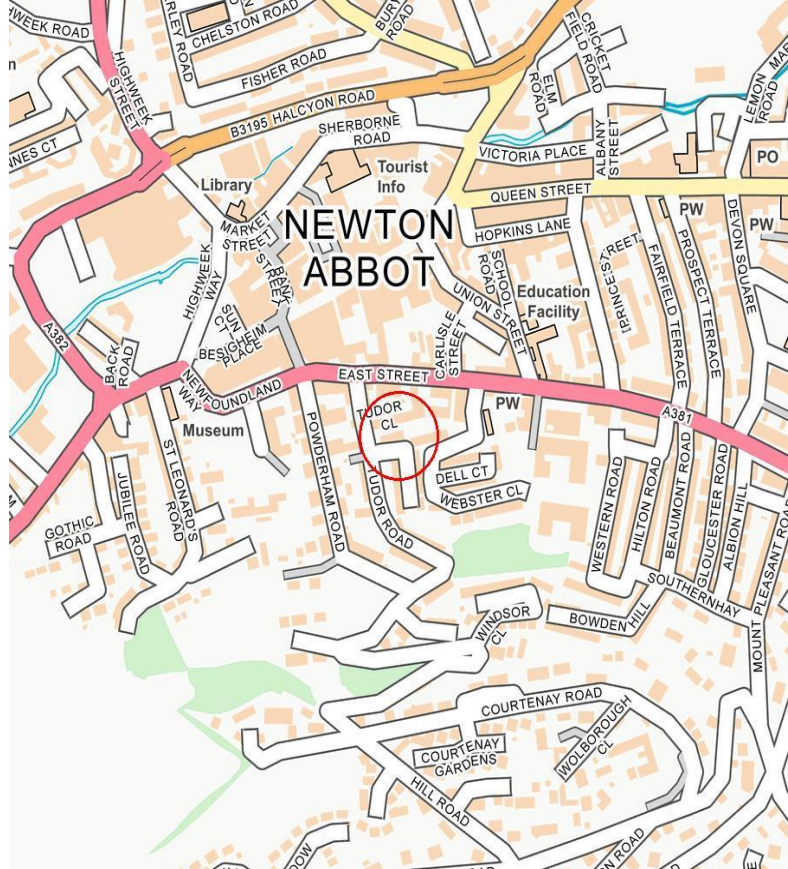 HWEEK ROAD
RLEY ROAD
CHELSTON ROAD
BURY
CRICKET
FIELD ROAD
HIGHWEEK
STREET
FISHER ROAD
ELM
ROAD
LEMON
ROAD
B3195 HALCYON ROAD
SHERBORNE
ROAD
NNES CT
VICTORIA PLACE
ALBANY
STREET
PO
Tourist
Info
Library
QUEEN STREET
MARKET
STREET
NEWTON
ABBOT
HOPKINS LANE
PW
DEVON SQUARE
PW
HIGHWEEK
WAY
BANK
STREET
SCHOOL
ROAD
UNION STREET
FAIRFIELD TERRACE
PROSPECT TERRACE
Education
Facility
SUN
CT
BESIGHEIM
PLACE
CARLISLE
STREET
A382
BACK
ROAD
EAST STREET
NEWFOUNDLAND
WAY
TUDOR
CL
PW
A381
Museum
ST LEONARD'S
ROAD
POWDERHAM ROAD
TUDOR ROAD
DELL CT
WEBSTER CL
JUBILEE ROAD
GOTHIC
ROAD
WESTERN ROAD
HILTON ROAD
BEAUMONT ROAD
GLOUCESTER ROAD
ALBION HILL
MOUNT PLEASANT ROAD
SOUTHERNHAY
BOWDEN HILL
WINDSOR
CL
COURTENAY ROAD
WOLBOROUGH
CL
COURTENAY
GARDENS
HILL ROAD
DOW
ON ROAD